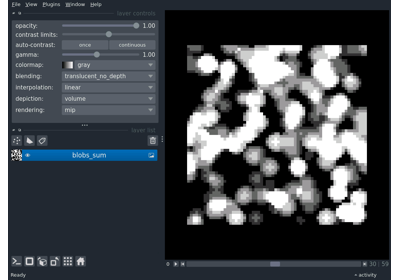 File View Plugins Window Help
layer controls
opacity: 1.00
contrast limits:
auto-contrast: once continuous
gamma: 1.00
colormap: gray
blending: translucent_no_depth
interpolation: linear
depiction: volume
rendering: mip
layer list
blobs_sum
30 59
Ready activity